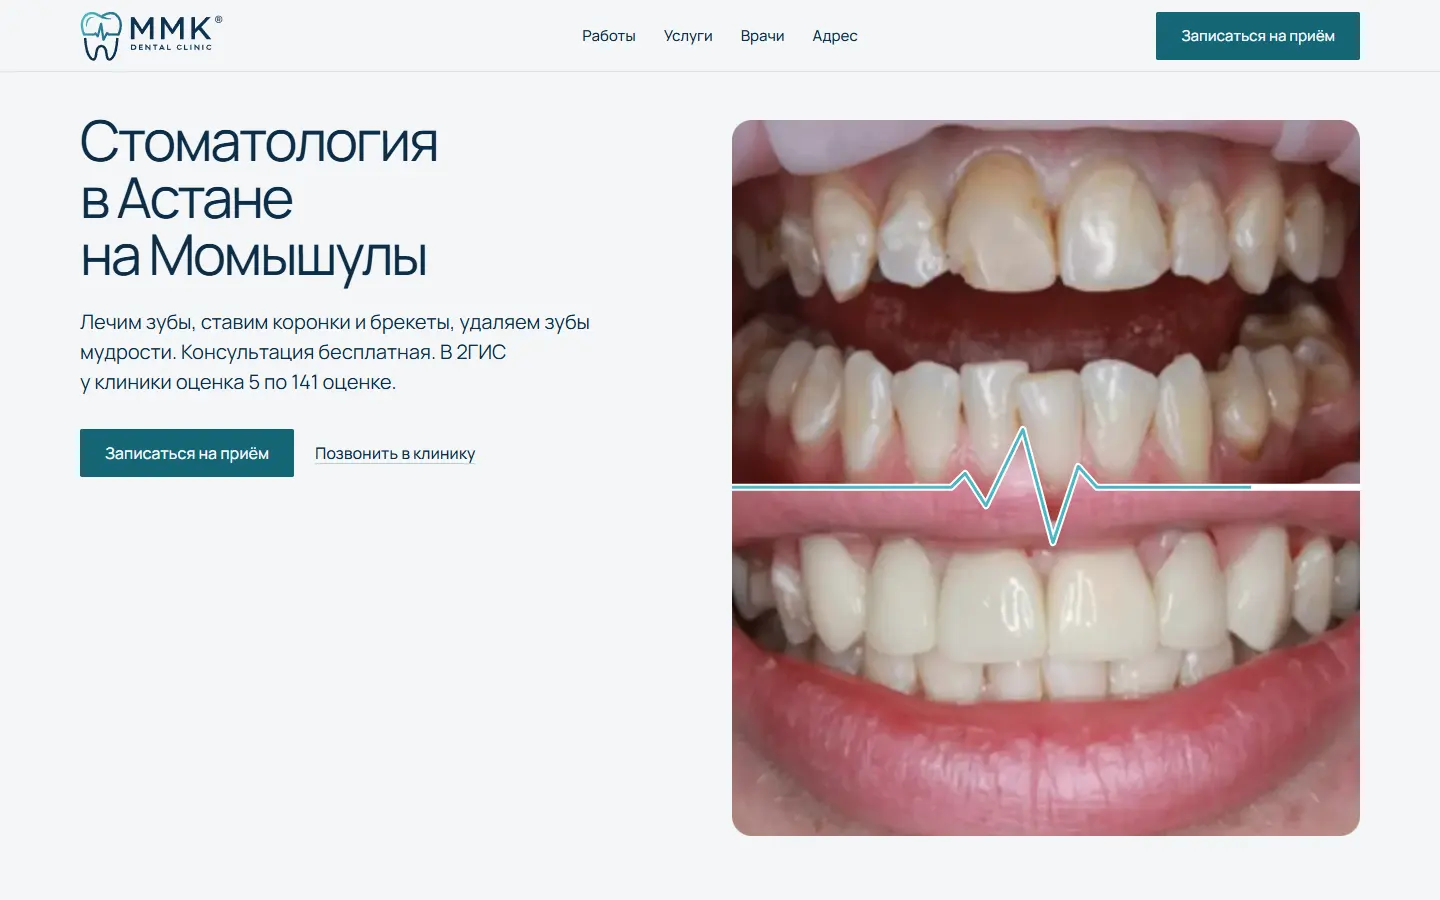 MMK®
DENTAL CLINIC
Работы
Услуги
Врачи
Адрес
Записаться на приём
Стоматология
в Астане
на Момышулы
Лечим зубы, ставим коронки и брекеты, удаляем зубы
мудрости. Консультация бесплатная. В 2ГИС
у клиники оценка 5 по 141 оценке.
Записаться на приём
Позвонить в клинику